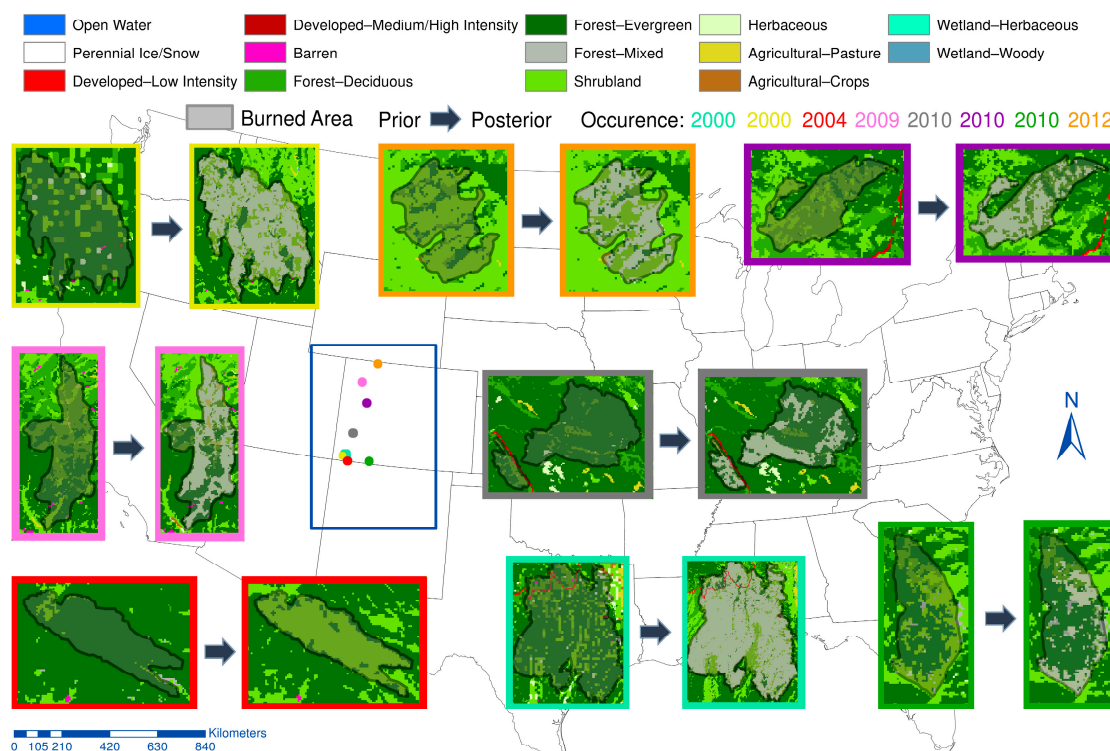 Open Water
Developed–Medium/High Intensity
Forest–Evergreen
Herbaceous
Wetland–Herbaceous
Perennial Ice/Snow
Barren
Forest–Mixed
Agricultural–Pasture
Wetland–Woody
Developed–Low Intensity
Forest–Deciduous
Shrubland
Agricultural–Crops
Burned Area Prior Posterior Occurence: 2000 2000 2004 2009 2010 2010 2010 2012
N
Kilometers
0 105 210 420 630 840